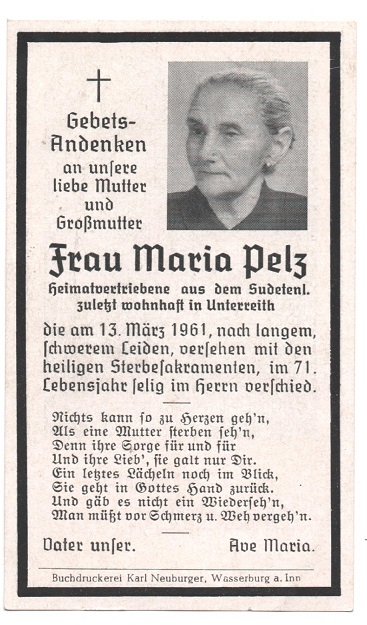 Gebets-
Andenken
an unsere
liebe Mutter
und
Großmutter
Frau Maria Pelz
Heimatvertriebene aus dem Sudetenl.
zuletzt wohnhaft in Unterreith
die am 13. März 1961, nach langem,
schwerem Leiden, versehen mit den
heiligen Sterbesakramenten, im 71.
Lebensjahr selig im Herrn verschied.
Nichts kann so zu Herzen geh'n,
Als eine Mutter sterben seh'n,
Denn ihre Sorge für und für
Und ihre Lieb', sie galt nur Dir.
Ein letztes Lächeln noch im Blick,
Sie geht in Gottes Hand zurück.
Und gäb es nicht ein Wiederseh'n,
Man müßt vor Schmerz u. Weh vergeh'n.
Vater unser. Ave Maria.
Buchdruckerei Karl Neuburger, Wasserburg a. Inn